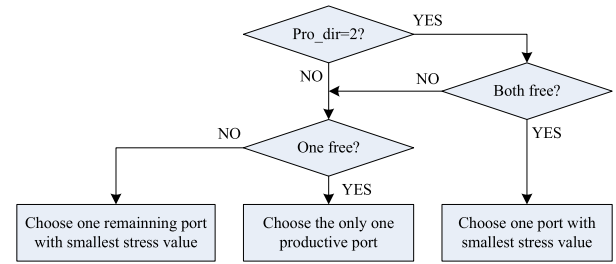 Pro_dir=2?
YES
NO
NO
Both free?
NO
One free?
YES
YES
Choose one remainning port
with smallest stress value
Choose the only one
productive port
Choose one port with
smallest stress value